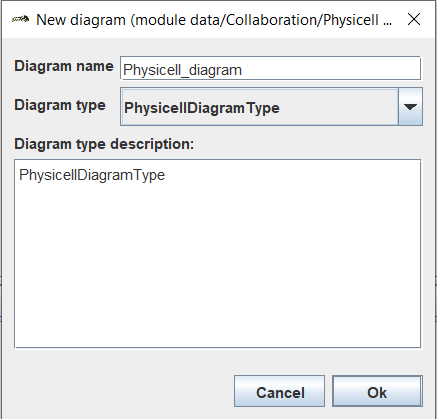 New diagram (module data/Collaboration/Physicell ...
Diagram name Physicell_diagram
Diagram type PhysicellDiagramType
Diagram type description:
PhysicellDiagramType
Cancel Ok